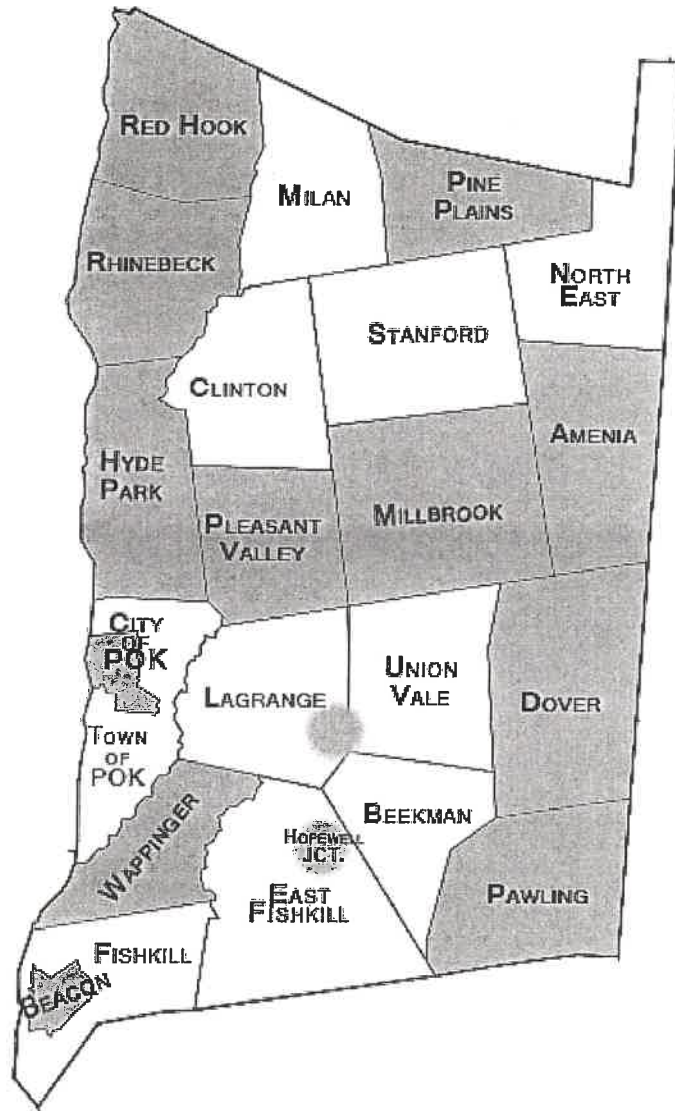 RED HOOK
MILAN
PINE
PLAINS
RHINEBECK
NORTH
EAST
STANFORD
CLINTON
AMENIA
HYDE
PARK
PLEASANT
VALLEY
MILLBROOK
CITY
OF
POK
UNION
VALE
LAGRANGE
DOVER
TOWN
OF
POK
BEEKMAN
WAPPINGER
HOPEWELL
JCT.
EAST
FISHKILL
PAWLING
FISHKILL
BEACON